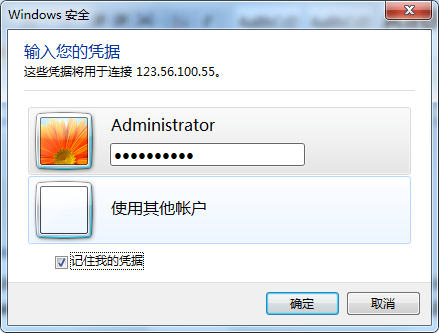 Windows 安全
输入您的凭据
这些凭据将用于连接 123.56.100.55。
Administrator
●●●●●●●●●●
使用其他帐户
记住我的凭据
确定
取消